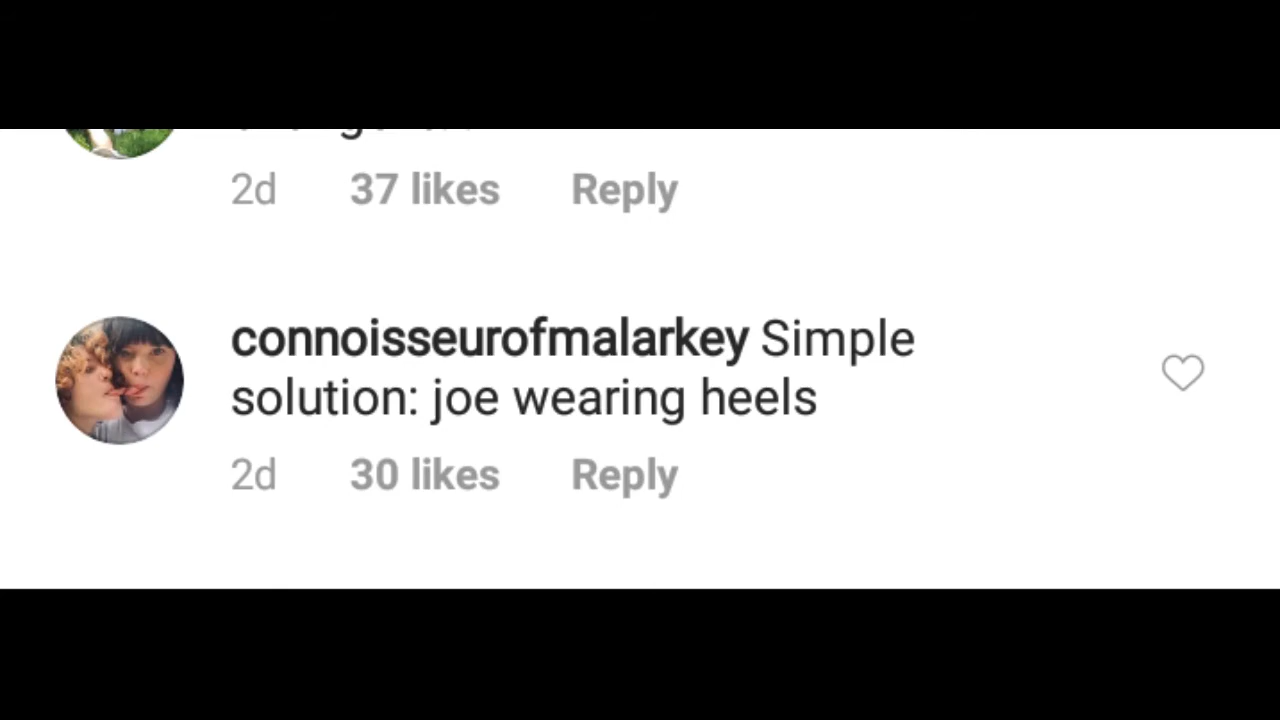 2d 37 likes Reply
connoisseurofmalarkey Simple
solution: joe wearing heels
2d 30 likes Reply